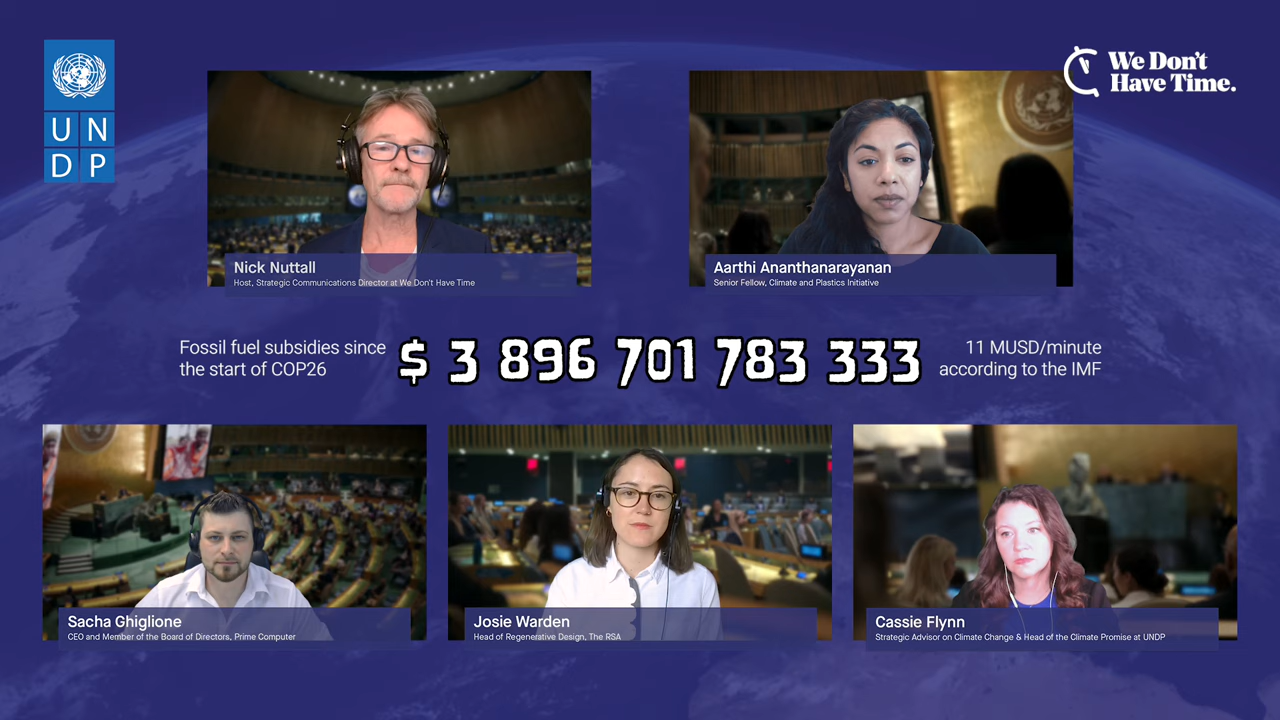 UN
DP
We Don't
Have Time.
Nick Nuttall
Host, Strategic Communications Director at We Don't Have Time
Aarthi Ananthanarayanan
Senior Fellow, Climate and Plastics Initiative
Fossil fuel subsidies since
the start of COP26
$ 3 896 701 783 333
11 MUSD/minute
according to the IMF
Sacha Ghiglione
CEO and Member of the Board of Directors, Prime Computer
Josie Warden
Head of Regenerative Design, The RSA
Cassie Flynn
Strategic Advisor on Climate Change & Head of the Climate Promise at UNDP